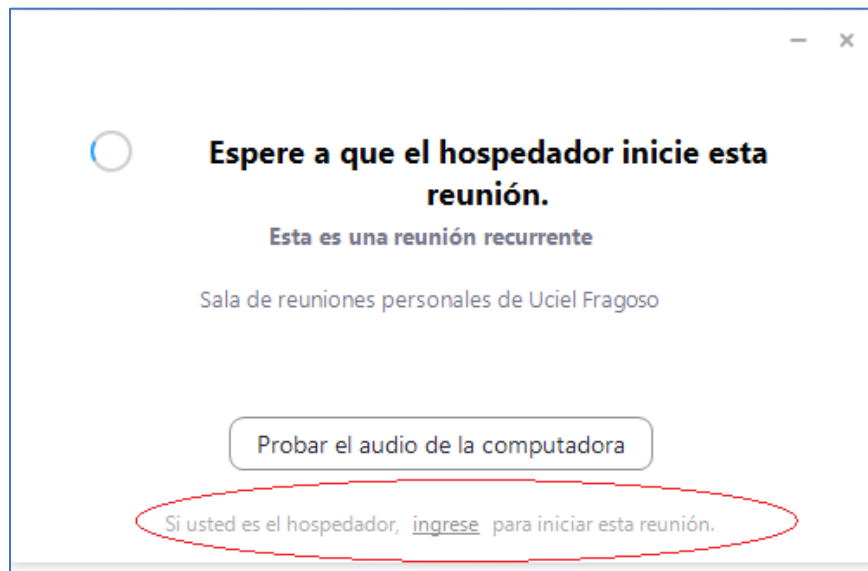 Espere a que el hospedador inicie esta
reunión.
Esta es una reunión recurrente
Sala de reuniones personales de Uciel Fragoso
Probar el audio de la computadora
Si usted es el hospedador, ingrese para iniciar esta reunión.